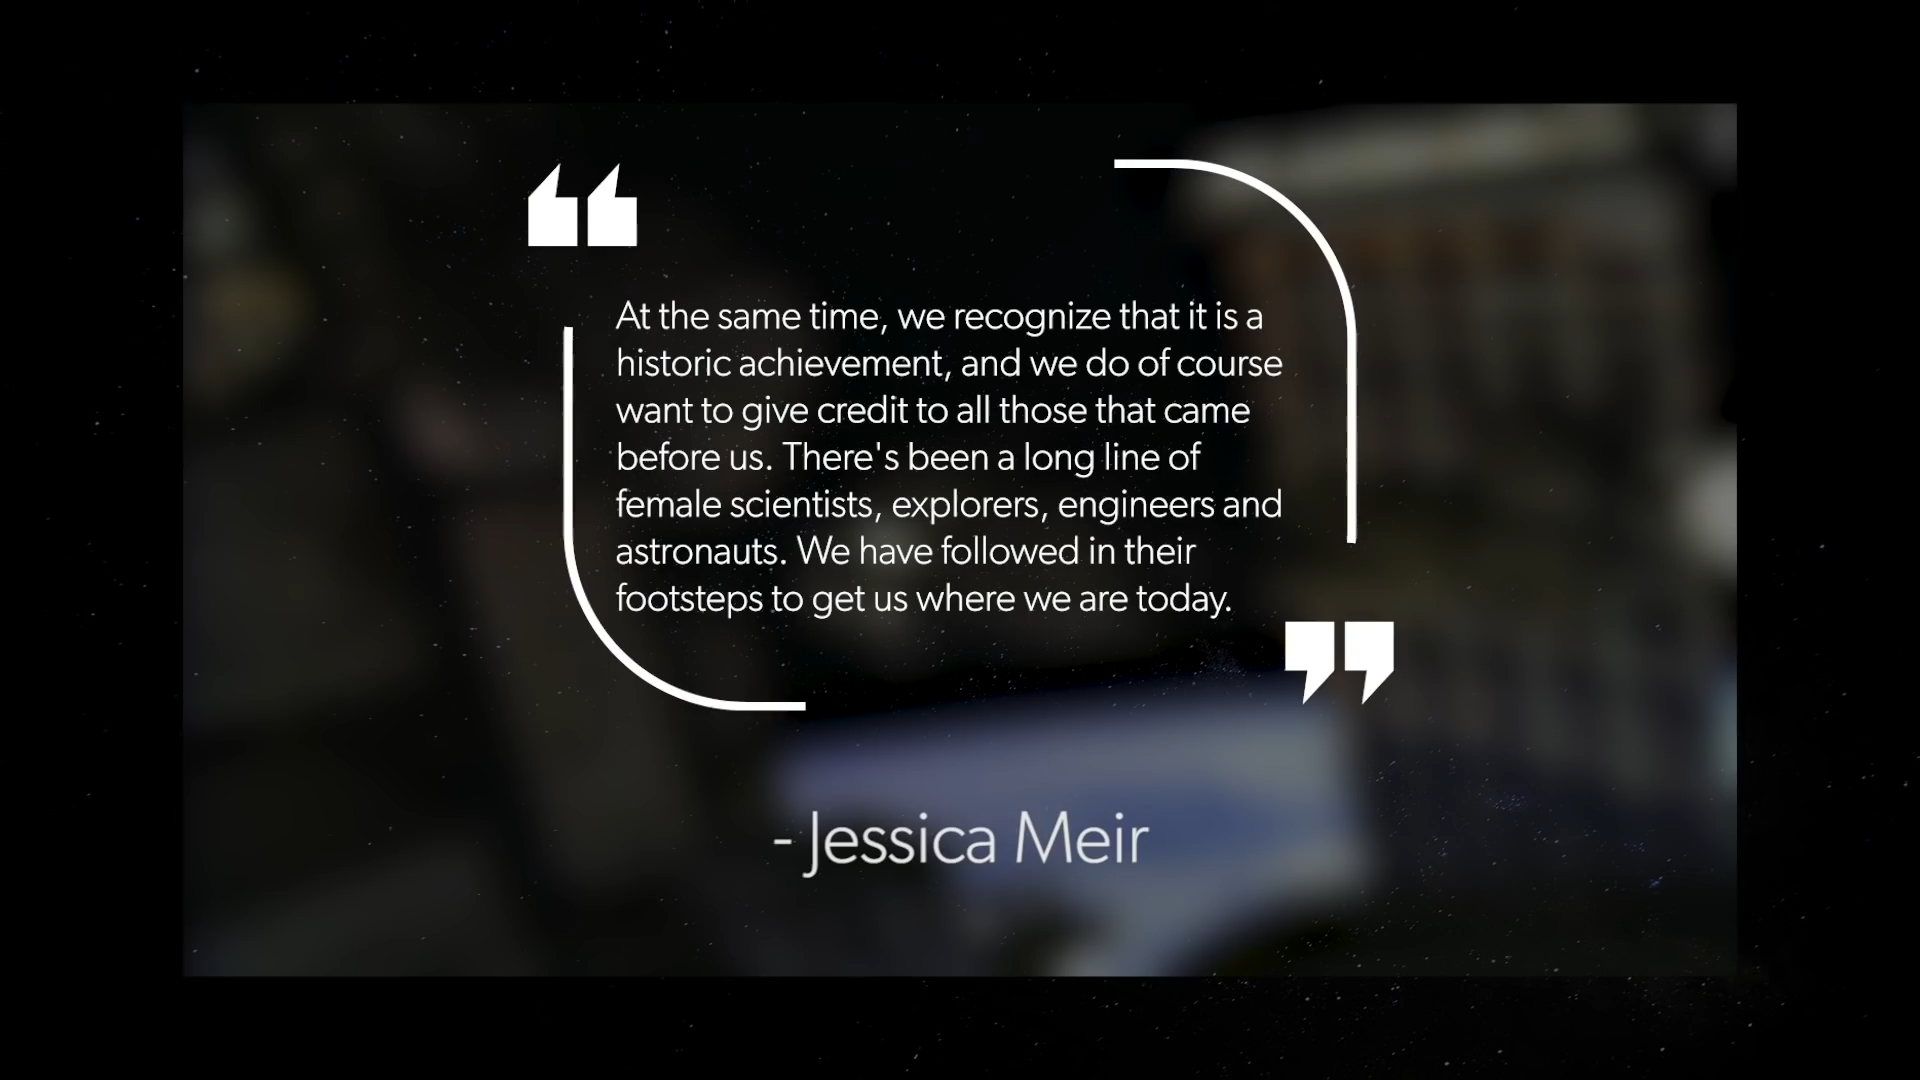 At the same time, we recognize that it is a
historic achievement, and we do of course
want to give credit to all those that came
before us. There's been a long line of
female scientists, explorers, engineers and
astronauts. We have followed in their
footsteps to get us where we are today.
- Jessica Meir